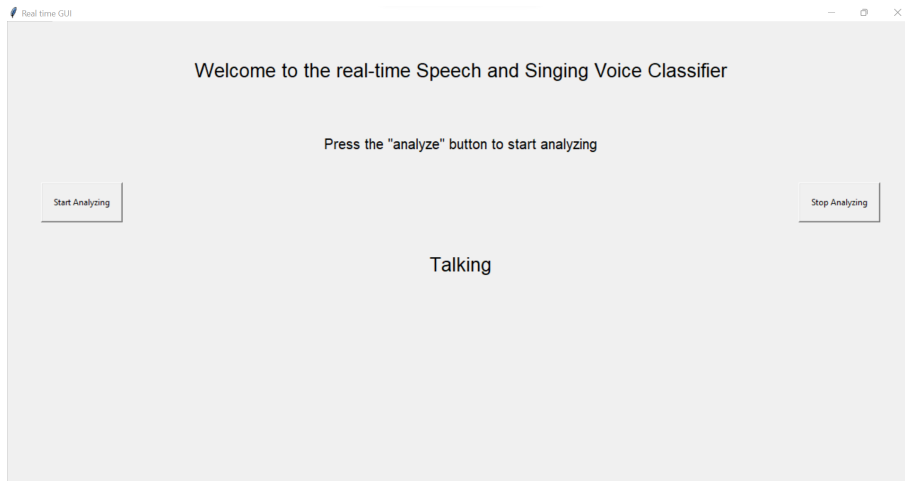 Real time GUI
Welcome to the real-time Speech and Singing Voice Classifier
Press the "analyze" button to start analyzing
Start Analyzing
Stop Analyzing
Talking